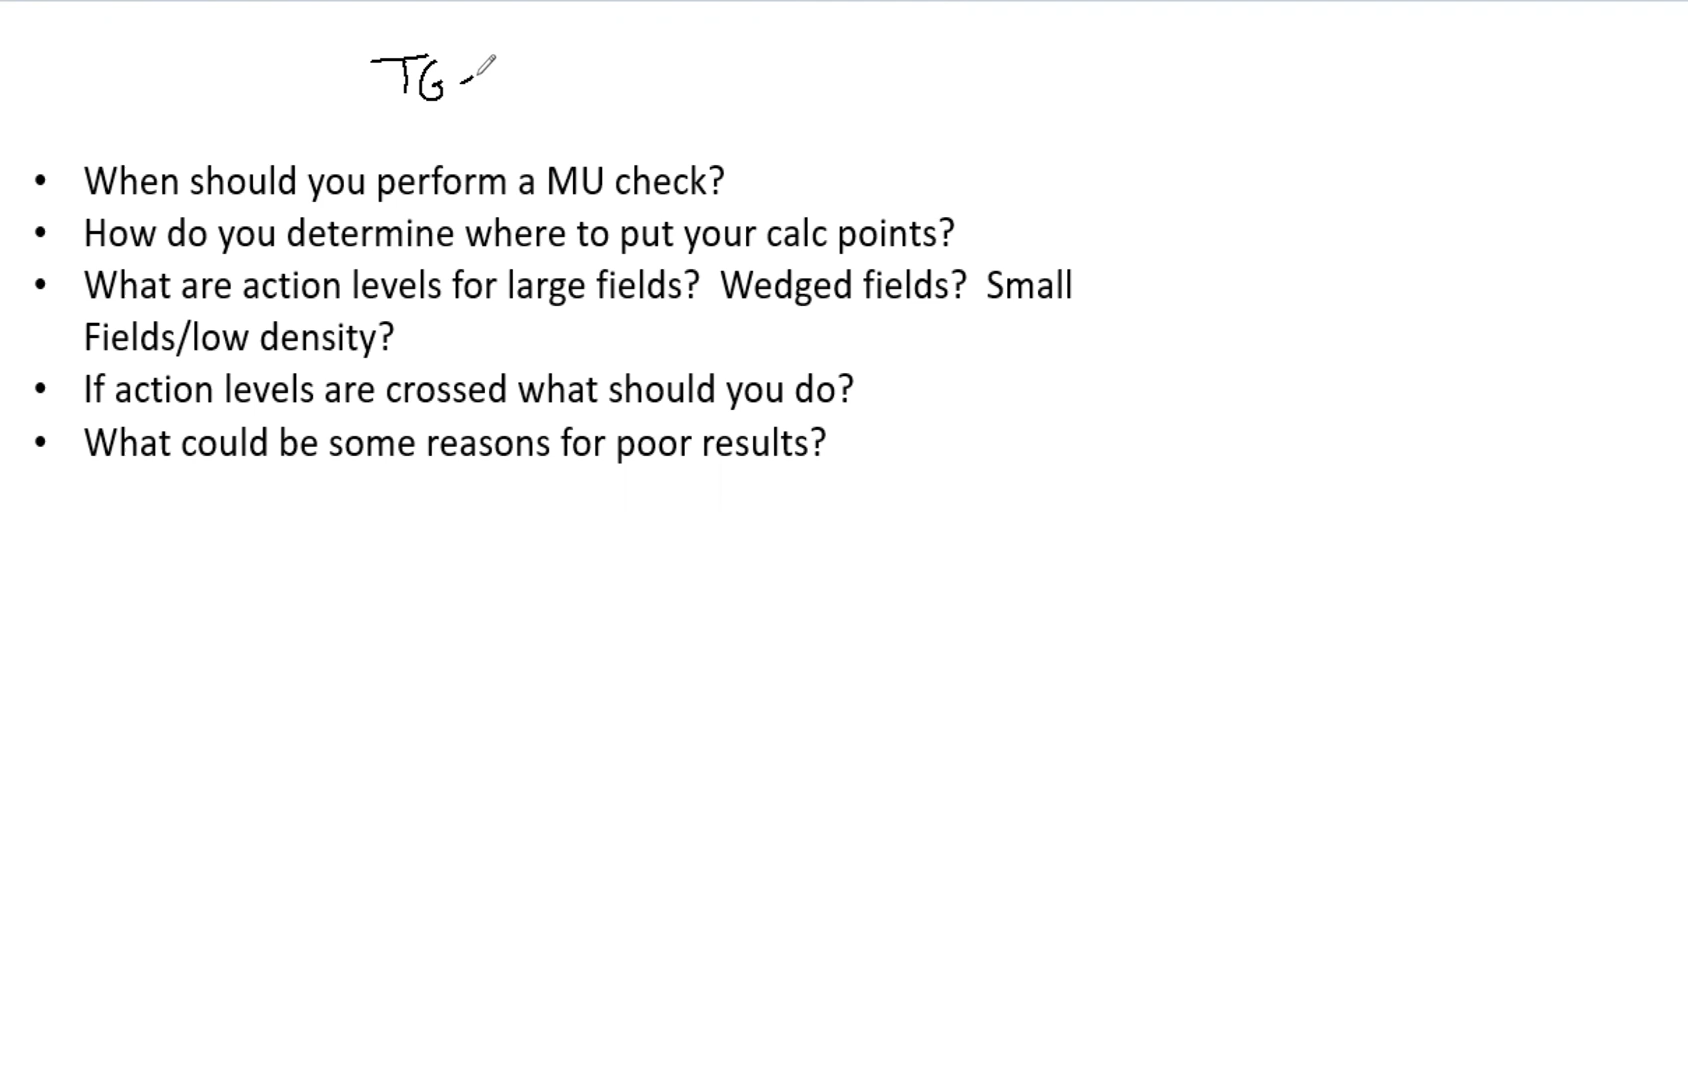 TG -
• When should you perform a MU check?
• How do you determine where to put your calc points?
• What are action levels for large fields?  Wedged fields?  Small
Fields/low density?
• If action levels are crossed what should you do?
• What could be some reasons for poor results?